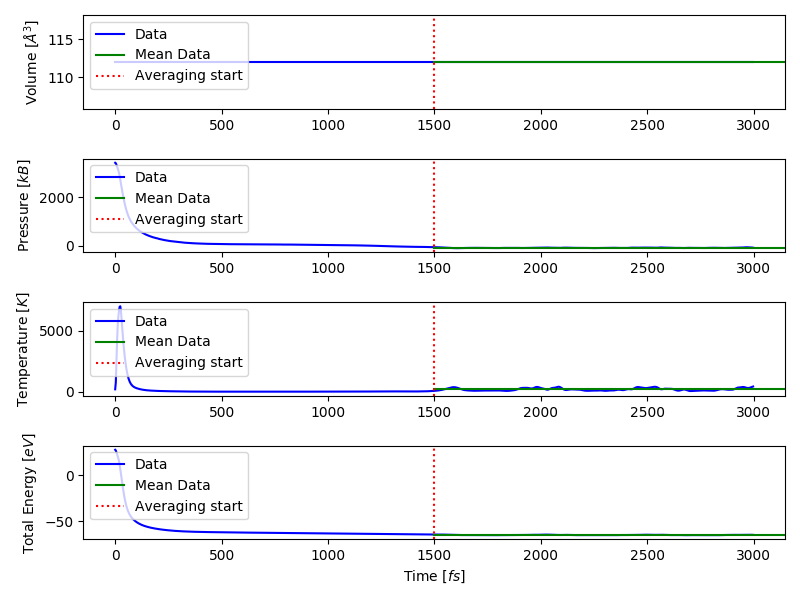 Volume [Å³]
115
110
Data
Mean Data
Averaging start
0 500 1000 1500 2000 2500 3000
Pressure [kB]
2000
0
Data
Mean Data
Averaging start
0 500 1000 1500 2000 2500 3000
Temperature [K]
5000
0
Data
Mean Data
Averaging start
0 500 1000 1500 2000 2500 3000
Total Energy [eV]
0
−50
Data
Mean Data
Averaging start
0 500 1000 1500 2000 2500 3000
Time [fs]